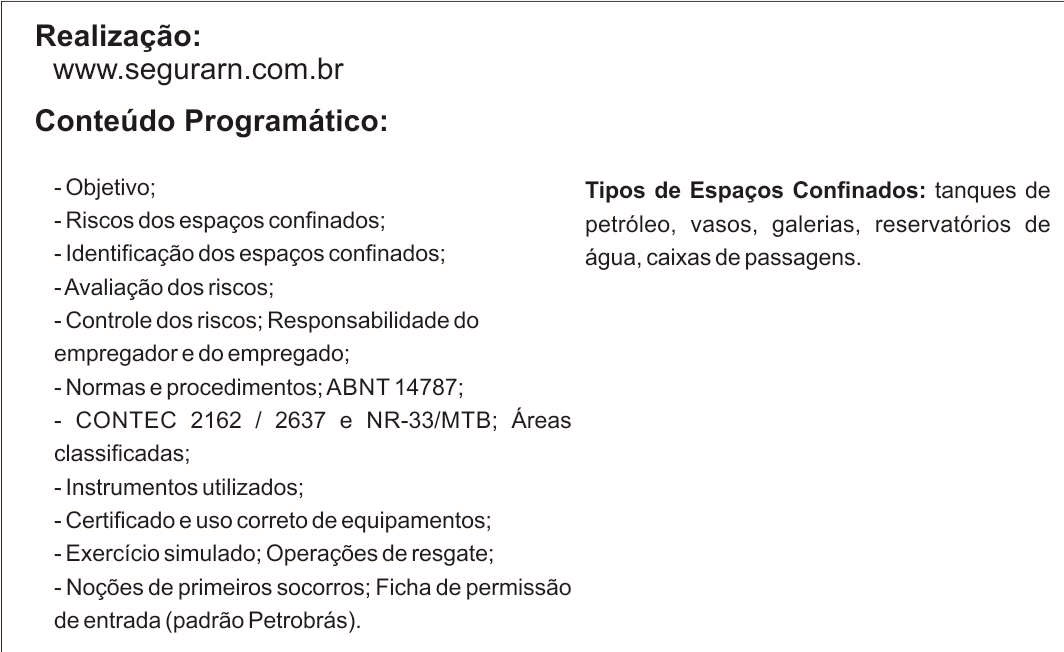 Realização:
www.segurarn.com.br
Conteúdo Programático:
- Objetivo;
- Riscos dos espaços confinados;
- Identificação dos espaços confinados;
- Avaliação dos riscos;
- Controle dos riscos; Responsabilidade do
empregador e do empregado;
- Normas e procedimentos; ABNT 14787;
- CONTEC 2162 / 2637 e NR-33/MTB; Áreas
classificadas;
- Instrumentos utilizados;
- Certificado e uso correto de equipamentos;
- Exercício simulado; Operações de resgate;
- Noções de primeiros socorros; Ficha de permissão
de entrada (padrão Petrobrás).
Tipos de Espaços Confinados: tanques de
petróleo, vasos, galerias, reservatórios de
água, caixas de passagens.